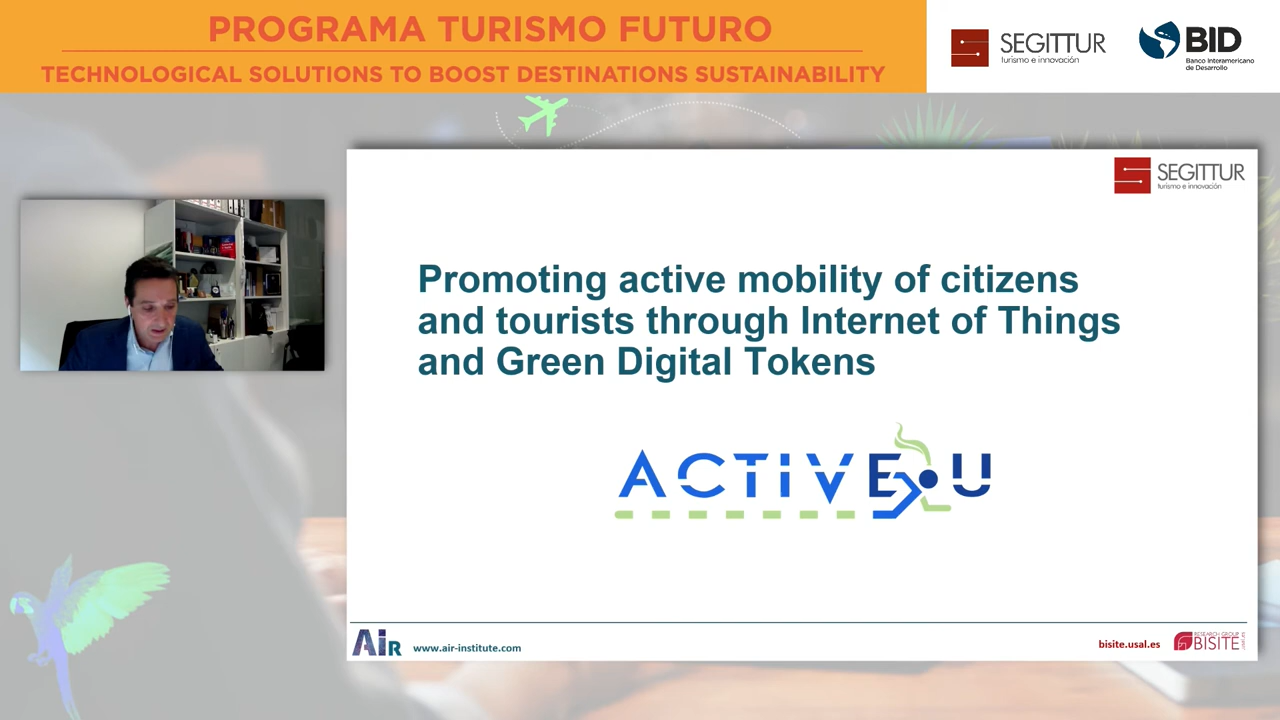 PROGRAMA TURISMO FUTURO
TECHNOLOGICAL SOLUTIONS TO BOOST DESTINATIONS SUSTAINABILITY
SEGITTUR
turismo e innovación
BID
Banco Interamericano
de Desarrollo
SEGITTUR
turismo e innovación
Promoting active mobility of citizens
and tourists through Internet of Things
and Green Digital Tokens
ACTIVE U
AIR
www.air-institute.com
bisite.usal.es
RESEARCH GROUP
BISITE